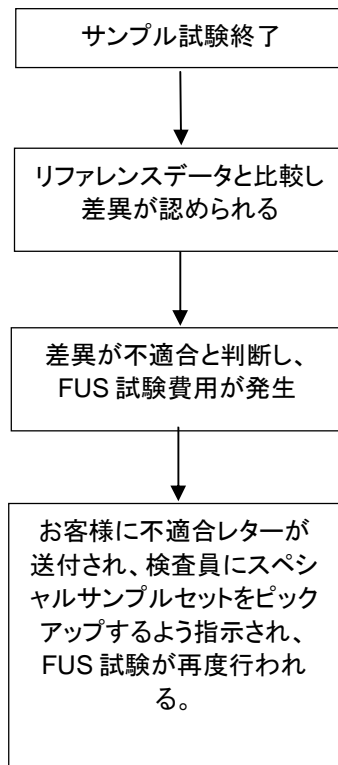 サンプル試験終了
リファレンスデータと比較し
差異が認められる
差異が不適合と判断し、
FUS 試験費用が発生
お客様に不適合レターが
送付され、検査員にスペシ
ャルサンプルセットをピック
アップするよう指示され、
FUS 試験が再度行われ
る。